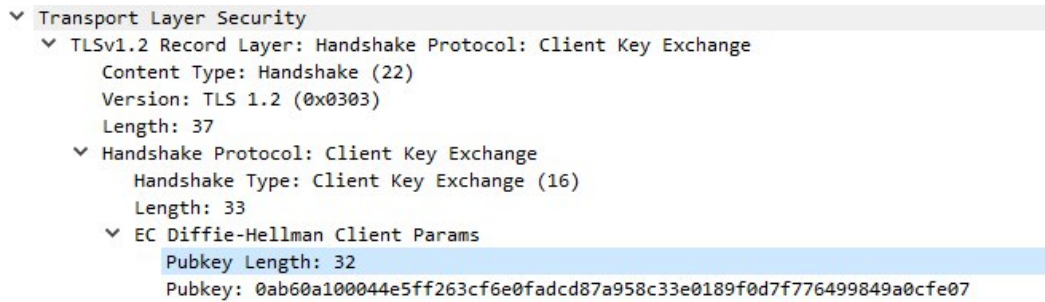 Transport Layer Security
TLSv1.2 Record Layer: Handshake Protocol: Client Key Exchange
Content Type: Handshake (22)
Version: TLS 1.2 (0x0303)
Length: 37
Handshake Protocol: Client Key Exchange
Handshake Type: Client Key Exchange (16)
Length: 33
EC Diffie-Hellman Client Params
Pubkey Length: 32
Pubkey: 0ab60a100044e5ff263cf6e0fadcd87a958c33e0189f0d7f776499849a0cfe07